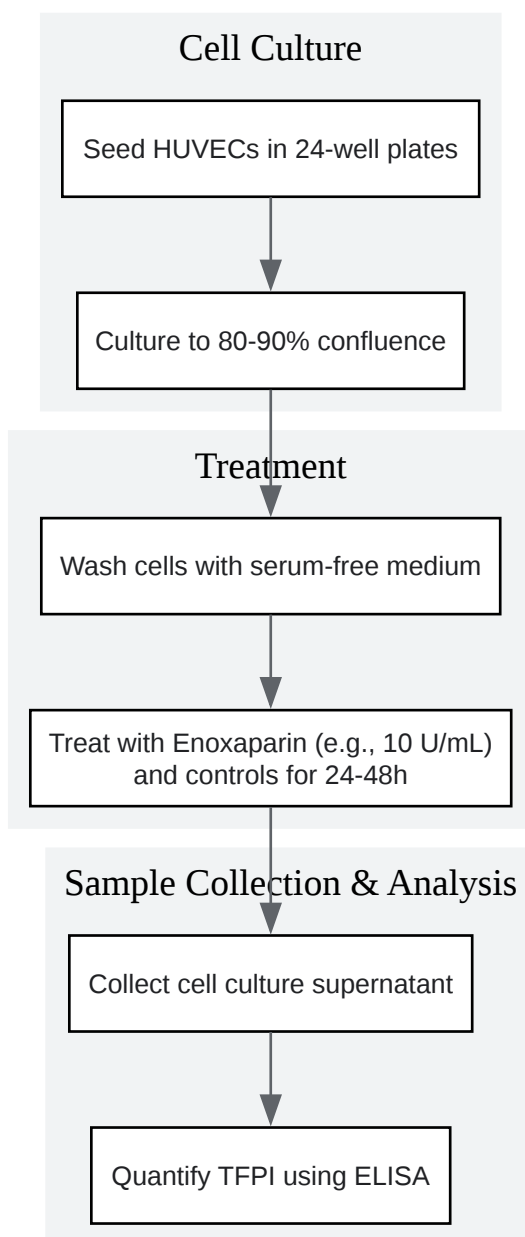 Cell Culture
Seed HUVECs in 24-well plates
Culture to 80-90% confluence
Treatment
Wash cells with serum-free medium
Treat with Enoxaparin (e.g., 10 U/mL)
and controls for 24-48h
Sample Collection & Analysis
Collect cell culture supernatant
Quantify TFPI using ELISA